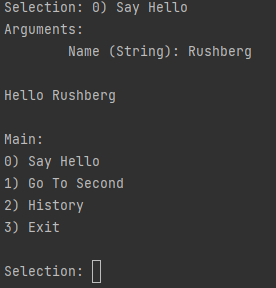 Selection: 0) Say Hello
Arguments:
Name (String): Rushberg
Hello Rushberg
Main:
0) Say Hello
1) Go To Second
2) History
3) Exit
Selection: